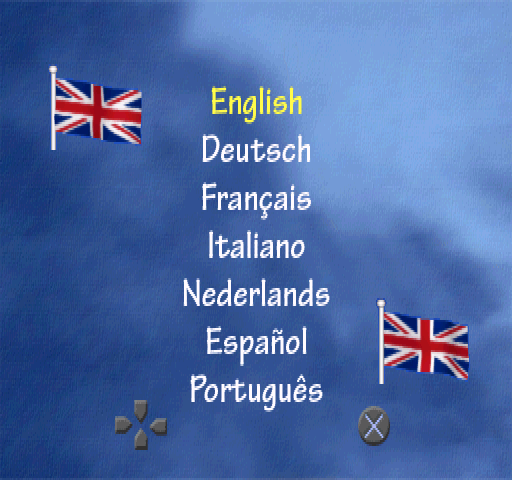 English
Deutsch
Français
Italiano
Nederlands
Español
Português